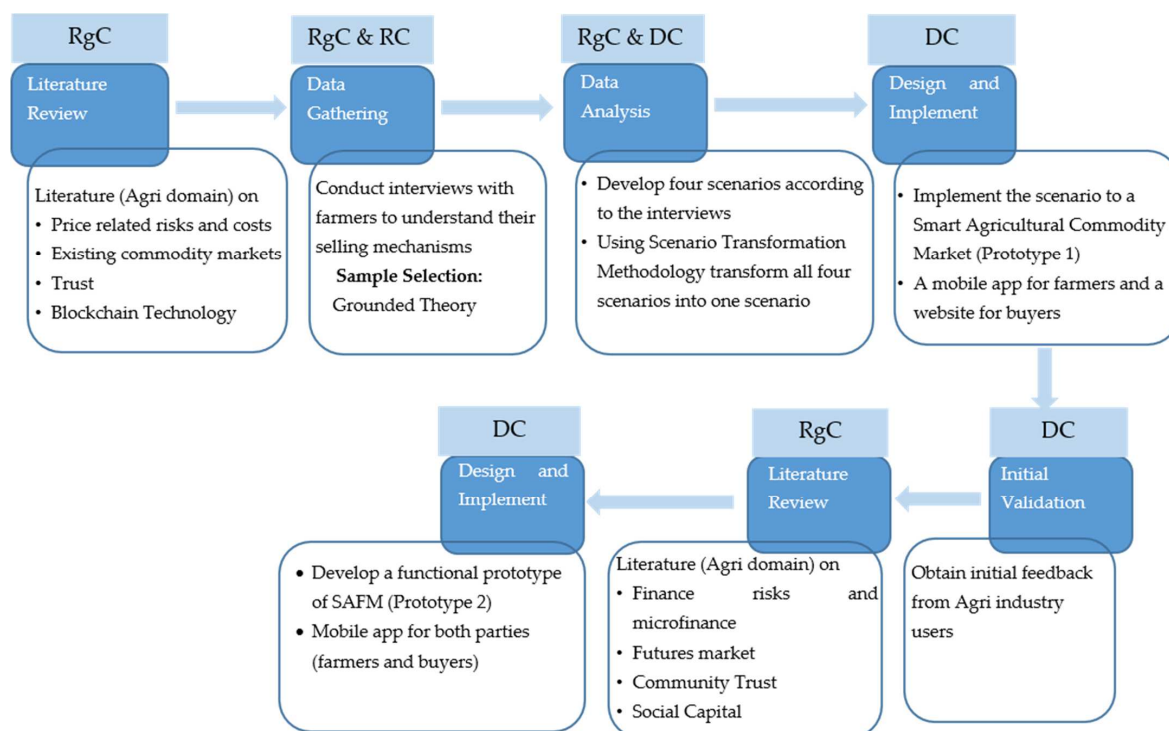 RgC
Literature
Review
Literature (Agri domain) on
• Price related risks and costs
• Existing commodity markets
• Trust
• Blockchain Technology
RgC & RC
Data
Gathering
Conduct interviews with
farmers to understand their
selling mechanisms
Sample Selection:
Grounded Theory
RgC & DC
Data
Analysis
• Develop four scenarios according
to the interviews
• Using Scenario Transformation
Methodology transform all four
scenarios into one scenario
DC
Design and
Implement
• Implement the scenario to a
Smart Agricultural Commodity
Market (Prototype 1)
• A mobile app for farmers and a
website for buyers
DC
Initial
Validation
Obtain initial feedback
from Agri industry
users
RgC
Literature
Review
Literature (Agri domain) on
• Finance risks and
microfinance
• Futures market
• Community Trust
• Social Capital
DC
Design and
Implement
• Develop a functional prototype
of SAFM (Prototype 2)
• Mobile app for both parties
(farmers and buyers)